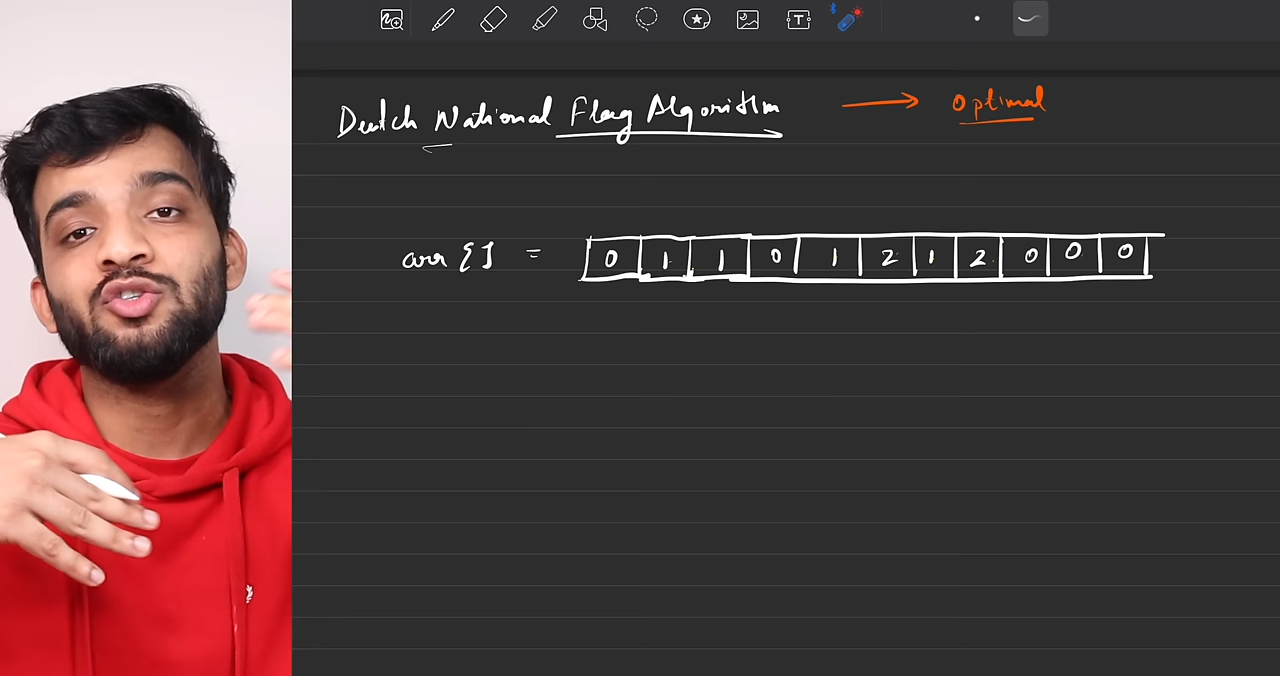 Dutch National Flag Algorithm → Optimal
arr [] = 0 1 1 0 1 2 1 2 0 0 0